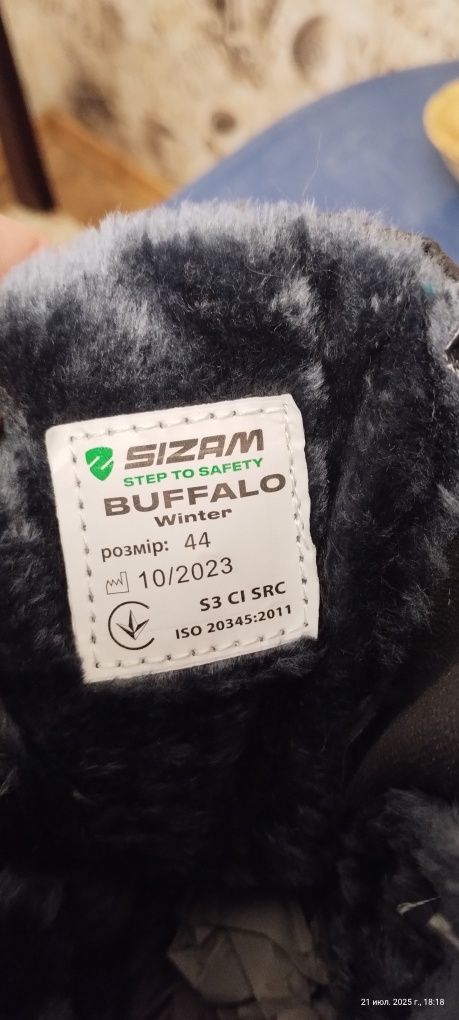 SIZAM
STEP TO SAFETY
BUFFALO
Winter
розмір: 44
10/2023
S3 CI SRC
ISO 20345:2011
21 июл. 2025 г., 18:18